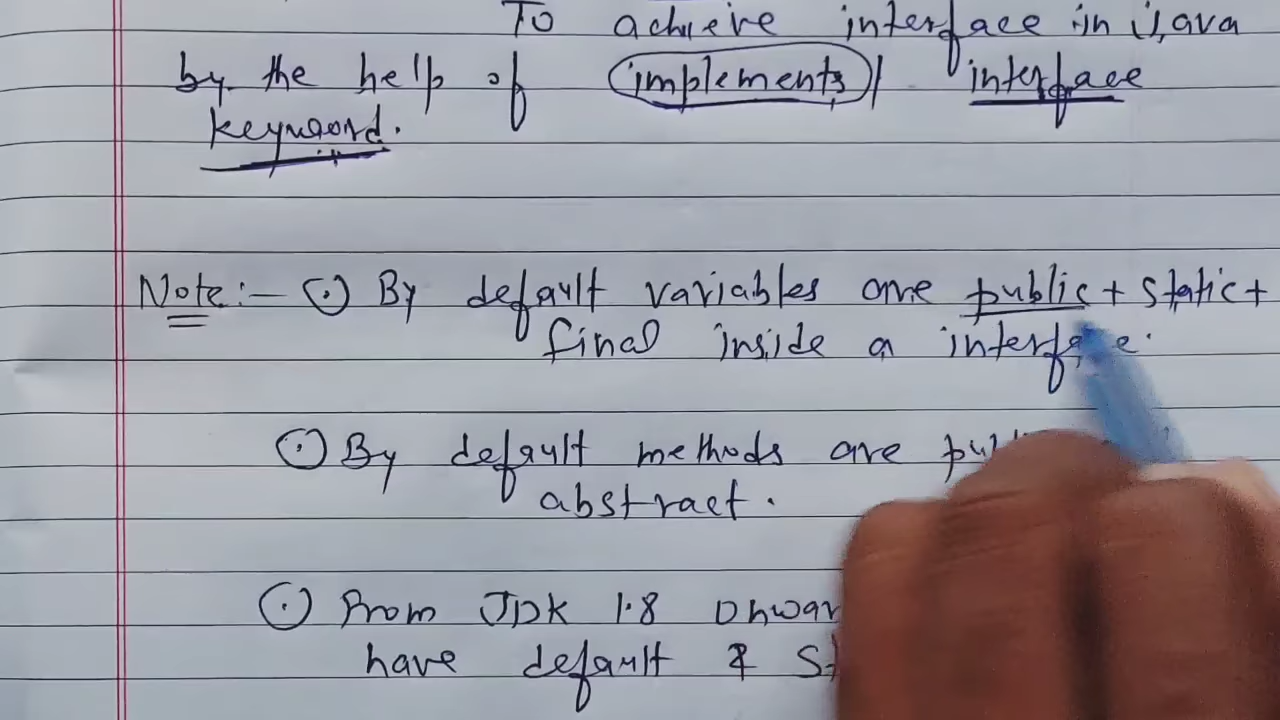 To achieve interface in Java
by the help of implements/ interface
keyword.
Note:- By default variables are public + static +
final inside a interface.
By default methods are
abstract.
From JDK 1.8
have default &